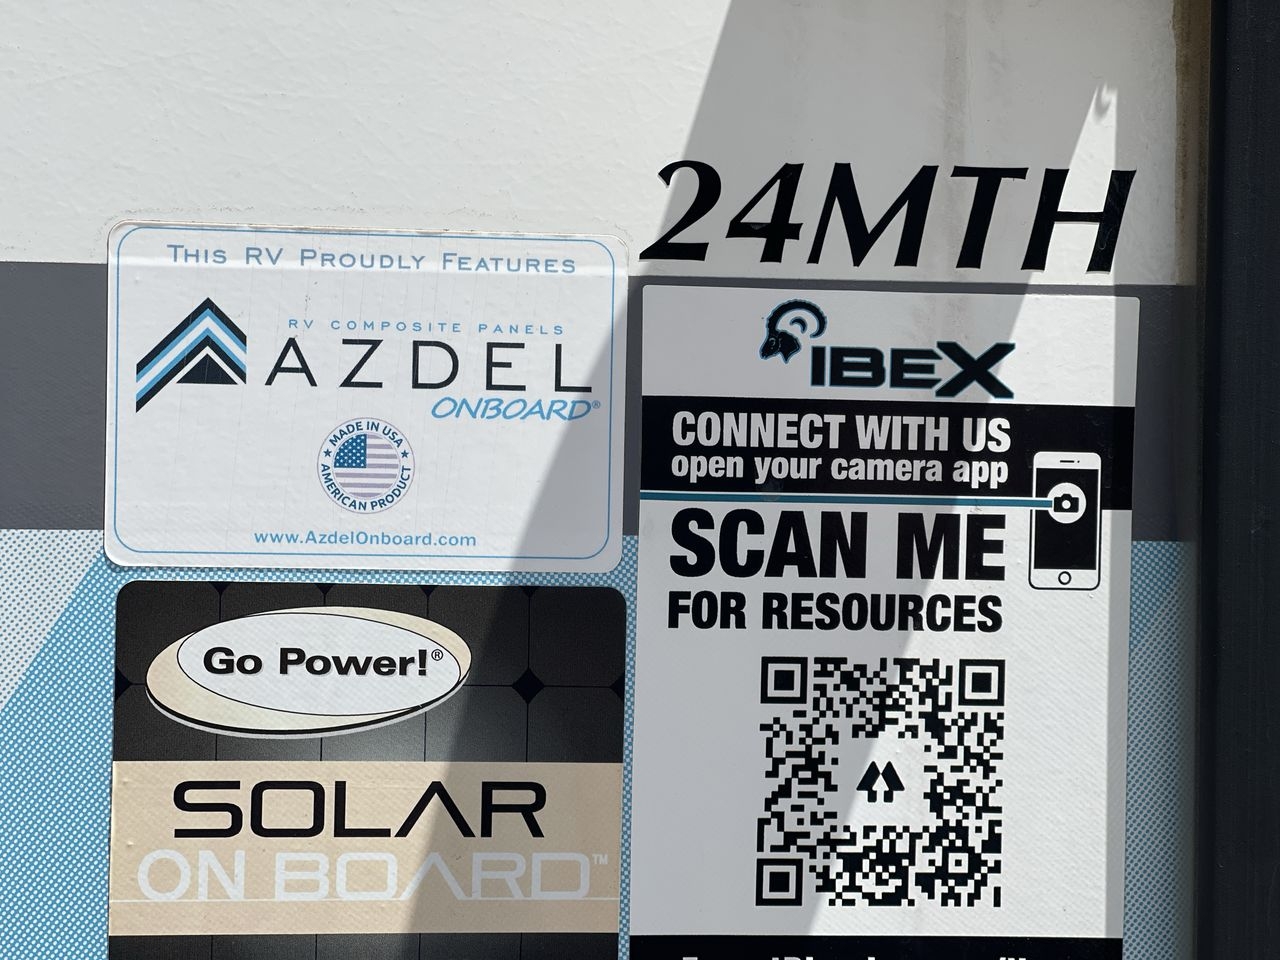 24MTH
This RV Proudly Features
RV COMPOSITE PANELS
AZDEL
ONBOARD®
MADE IN USA
AMERICAN PRODUCT
www.AzdelOnboard.com
Go Power!®
SOLAR
ON BOARD™
IBEX
CONNECT WITH US
open your camera app
SCAN ME
FOR RESOURCES